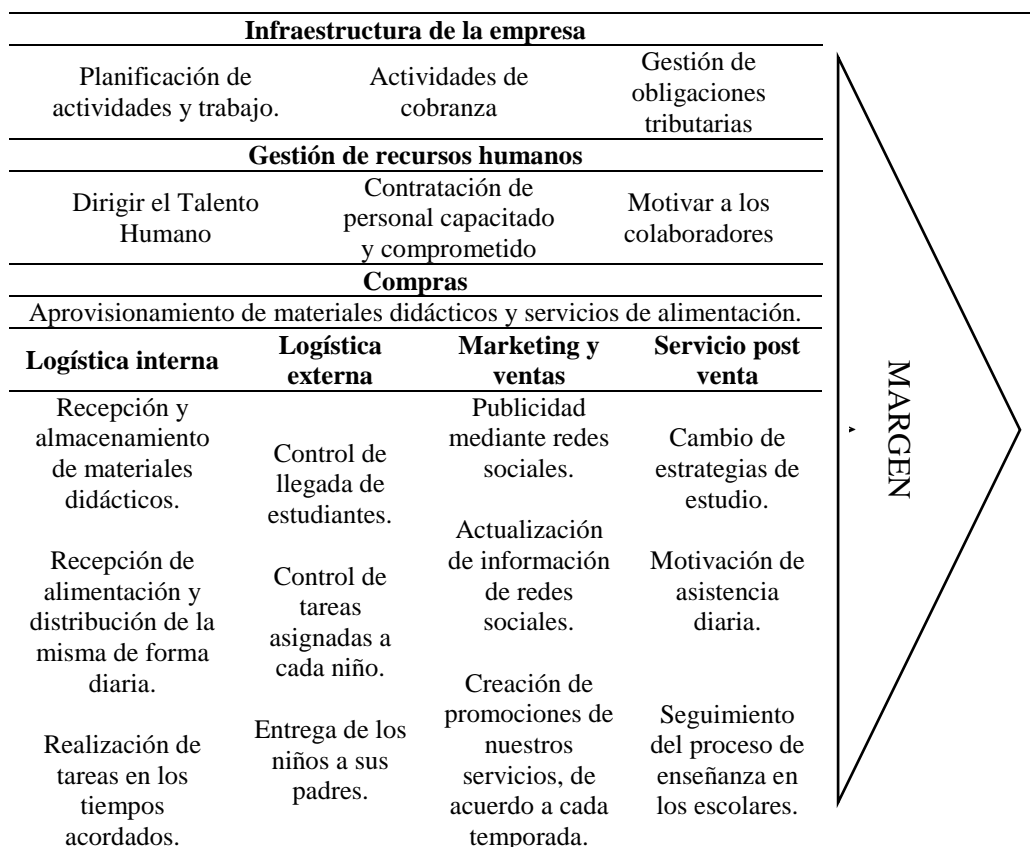 Infraestructura de la empresa
Planificación de
actividades y trabajo.
Actividades de
cobranza
Gestión de
obligaciones
tributarias
Gestión de recursos humanos
Dirigir el Talento
Humano
Contratación de
personal capacitado
y comprometido
Motivar a los
colaboradores
Compras
Aprovisionamiento de materiales didácticos y servicios de alimentación.
Logística interna
Logística
externa
Marketing y
ventas
Servicio post
venta
Recepción y
almacenamiento
de materiales
didácticos.
Recepción de
alimentación y
distribución de la
misma de forma
diaria.
Realización de
tareas en los
tiempos
acordados.
Control de
llegada de
estudiantes.
Control de
tareas
asignadas a
cada niño.
Entrega de los
niños a sus
padres.
Publicidad
mediante redes
sociales.
Actualización
de información
de redes
sociales.
Creación de
promociones de
nuestros
servicios, de
acuerdo a cada
temporada.
Cambio de
estrategias de
estudio.
Motivación de
asistencia
diaria.
Seguimiento
del proceso de
enseñanza en
los escolares.
MARGEN